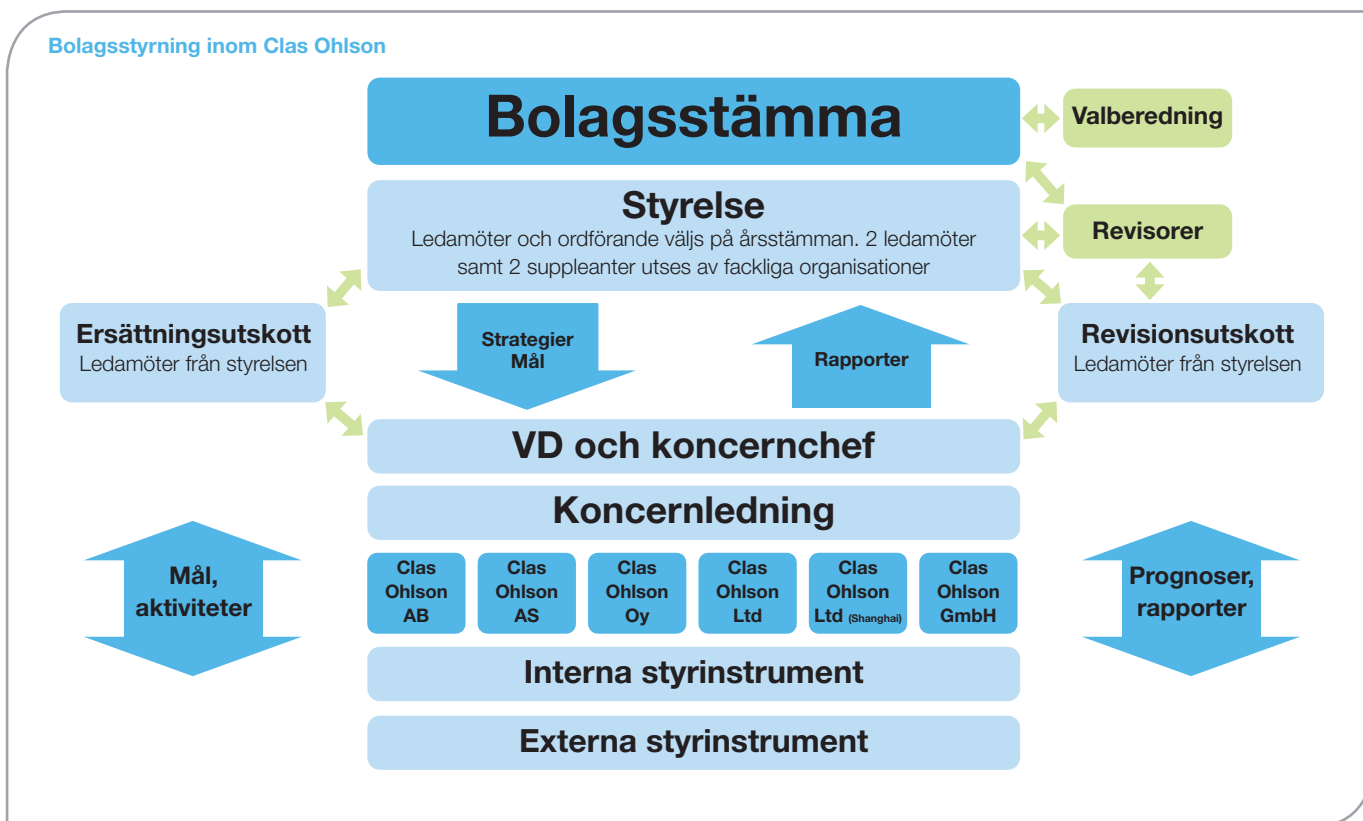 Bolagsstyrning inom Clas Ohlson
Bolagsstämma
Valberedning
Styrelse
Ledamöter och ordförande väljs på årsstämman. 2 ledamöter
samt 2 suppleanter utses av fackliga organisationer
Revisorer
Ersättningsutskott
Ledamöter från styrelsen
Strategier
Mål
Rapporter
Revisionsutskott
Ledamöter från styrelsen
VD och koncernchef
Koncernledning
Mål,
aktiviteter
Clas
Ohlson
AB
Clas
Ohlson
AS
Clas
Ohlson
Oy
Clas
Ohlson
Ltd
Clas
Ohlson
Ltd (Shanghai)
Clas
Ohlson
GmbH
Prognoser,
rapporter
Interna styrinstrument
Externa styrinstrument